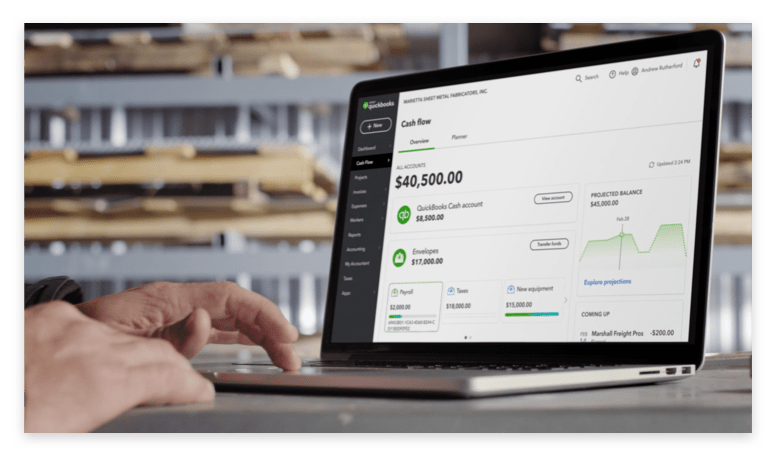 quickbooks.
MARIETTA SHEET METAL FABRICATORS, INC.
Search
Help
Andrew Rutherford
+ New
Cash flow
Overview
Planner
Dashboard
Cash Flow
Projects
Invoices
Expenses
Workers
Reports
Accounting
My Accountant
Taxes
Apps
ALL ACCOUNTS
$40,500.00
Updated 2:24 PM
qb
QuickBooks Cash account
$8,500.00
View account
Envelopes
$17,000.00
Transfer funds
Payroll
$2,000.00
Taxes
$18,000.00
New equipment
$15,000.00
PROJECTED BALANCE
$45,000.00
Feb 28
Explore projections
COMING UP
FEB
14
Marshall Freight Pros
-$200.00